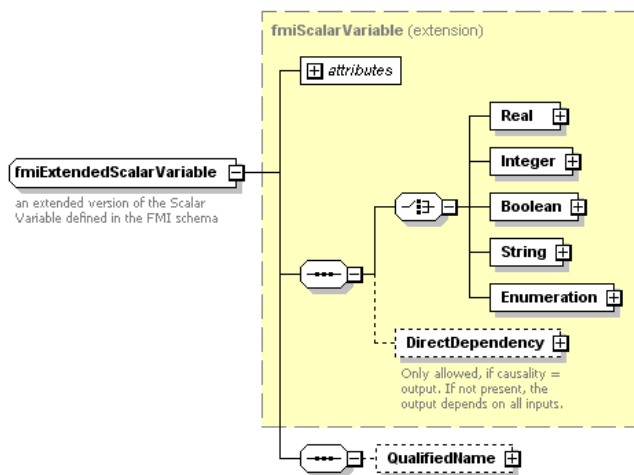 fmiScalarVariable (extension)
attributes
fmiExtendedScalarVariable
an extended version of the Scalar
Variable defined in the FMI schema
Real
Integer
Boolean
String
Enumeration
DirectDependency
Only allowed, if causality =
output. If not present, the
output depends on all inputs.
QualifiedName